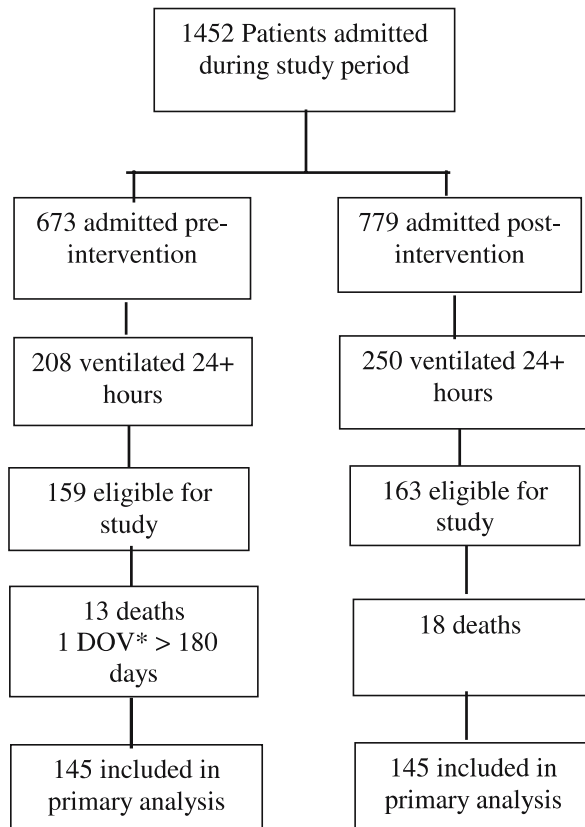 1452 Patients admitted
during study period
673 admitted pre-
intervention
779 admitted post-
intervention
208 ventilated 24+
hours
250 ventilated 24+
hours
159 eligible for
study
163 eligible for
study
13 deaths
1 DOV* > 180
days
18 deaths
145 included in
primary analysis
145 included in
primary analysis